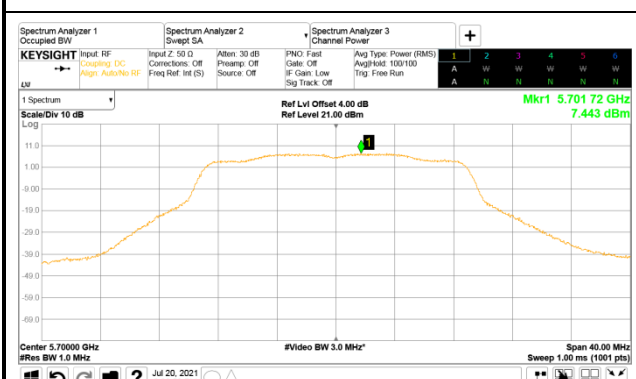 Spectrum Analyzer 1
Occupied BW
Spectrum Analyzer 2
Swept SA
Spectrum Analyzer 3
Channel Power
+
KEYSIGHT
Input: RF
Coupling: DC
Align: Auto/No RF
Input Z: 50 Ω
Corrections: Off
Freq Ref: Int (S)
Atten: 30 dB
Preamp: Off
Source: Off
PNO: Fast
Gate: Off
IF Gain: Low
Sig Track: Off
Avg Type: Power (RMS)
Avg|Hold: 100/100
Trig: Free Run
1 2 3 4 5 6
A W W W W W
A N N N N N
1 Spectrum
Scale/Div 10 dB
Ref Lvl Offset 4.00 dB
Ref Level 21.00 dBm
Mkr1 5.701 72 GHz
7.443 dBm
Log
1
11.0
1.00
-9.00
-19.0
-29.0
-39.0
-49.0
-59.0
-69.0
Center 5.70000 GHz
#Res BW 1.0 MHz
#Video BW 3.0 MHz*
Span 40.00 MHz
Sweep 1.00 ms (1001 pts)
?
Jul 20, 2021